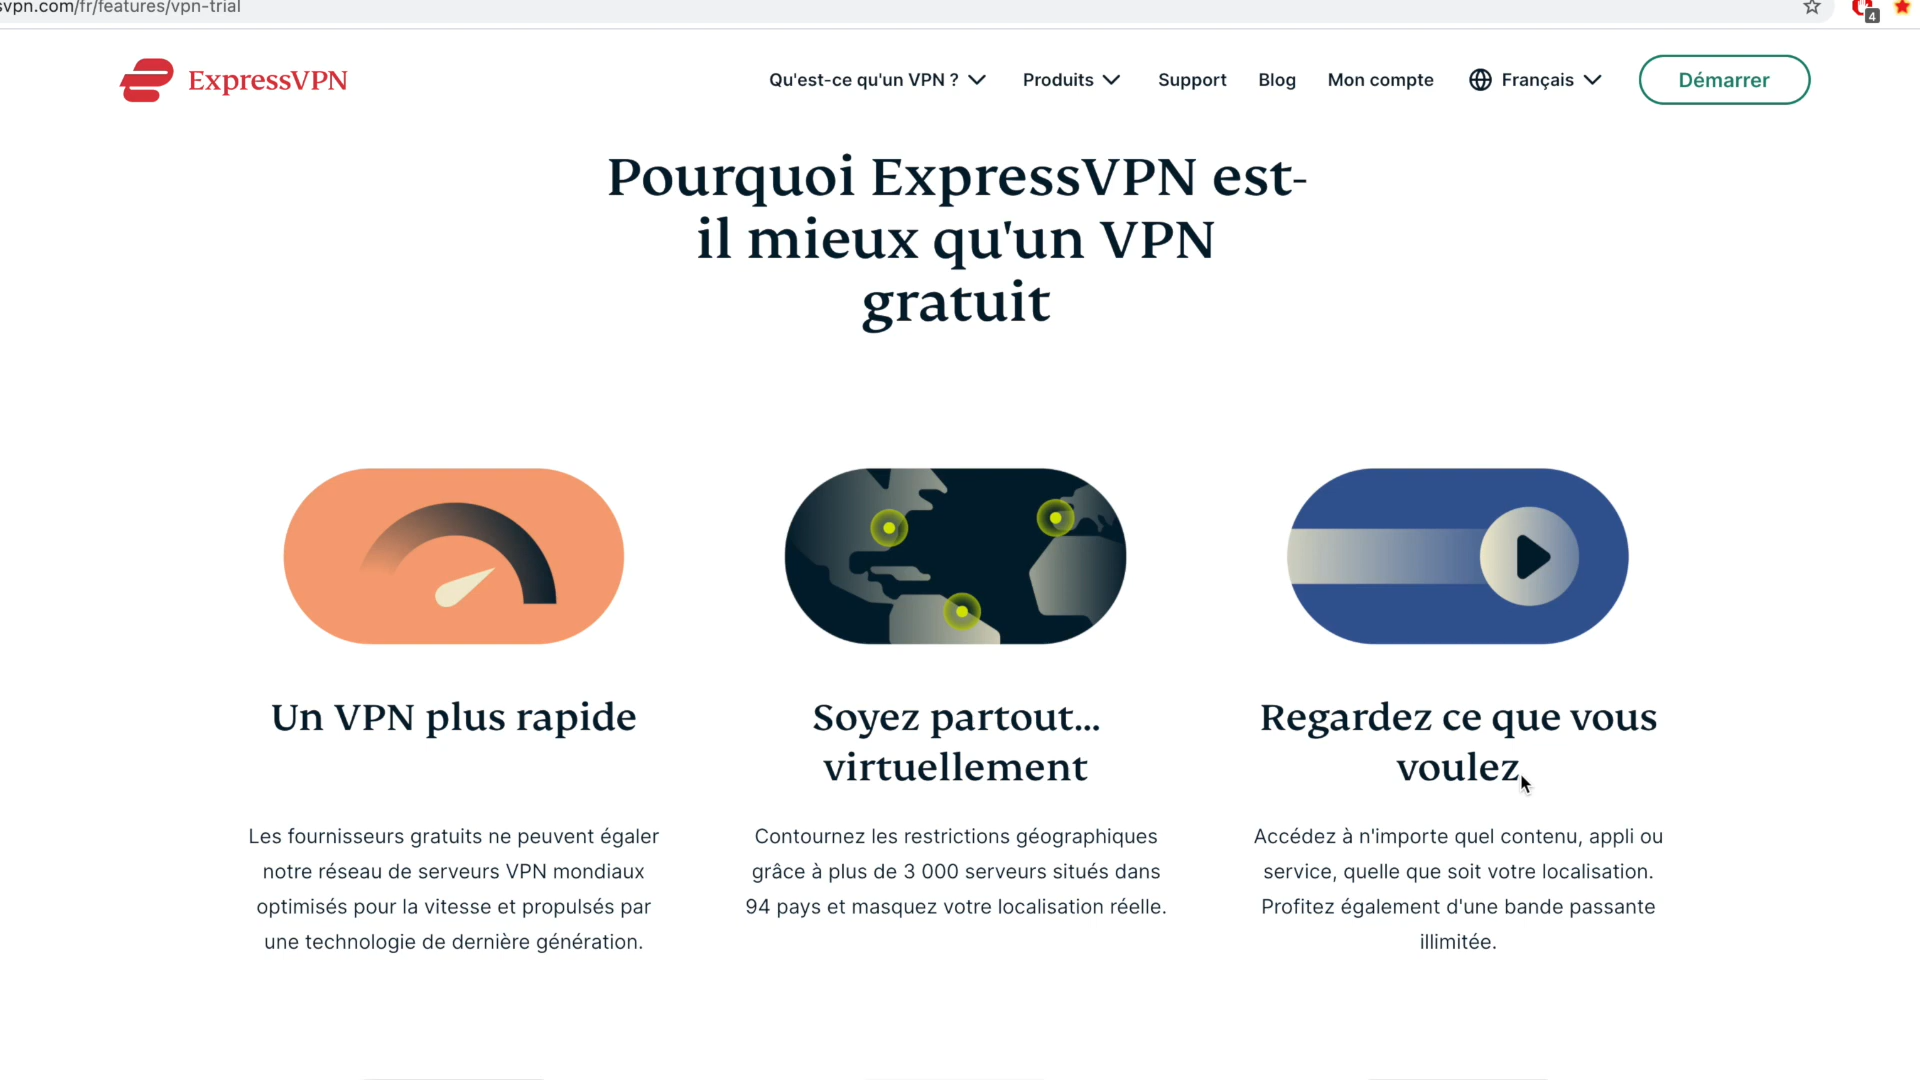 svpn.com/fr/features/vpn-trial
4
ExpressVPN
Qu'est-ce qu'un VPN ?
Produits
Support
Blog
Mon compte
Français
Démarrer
Pourquoi ExpressVPN est-
il mieux qu'un VPN
gratuit
Un VPN plus rapide
Les fournisseurs gratuits ne peuvent égaler
notre réseau de serveurs VPN mondiaux
optimisés pour la vitesse et propulsés par
une technologie de dernière génération.
Soyez partout...
virtuellement
Contournez les restrictions géographiques
grâce à plus de 3 000 serveurs situés dans
94 pays et masquez votre localisation réelle.
Regardez ce que vous
voulez
Accédez à n'importe quel contenu, appli ou
service, quelle que soit votre localisation.
Profitez également d'une bande passante
illimitée.